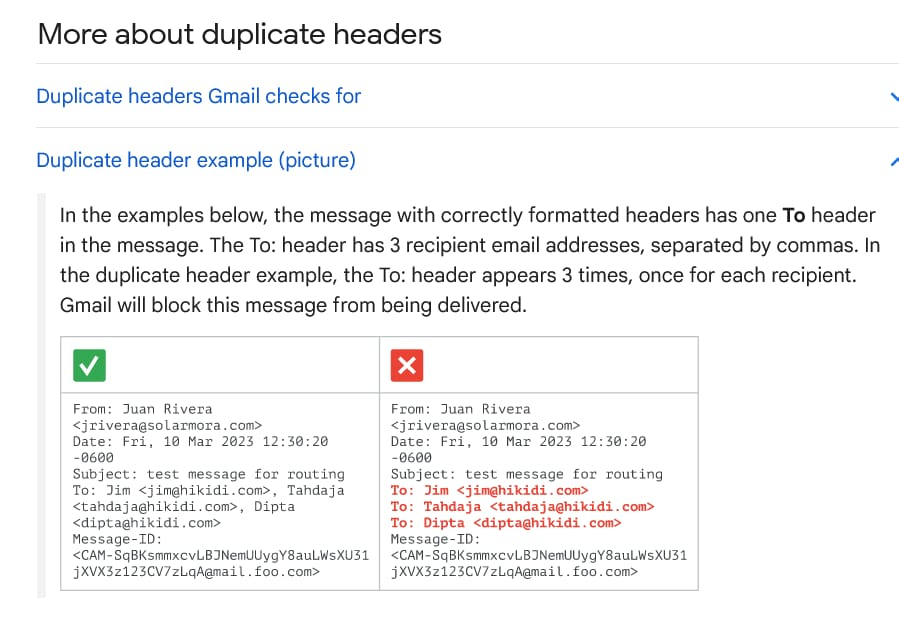 More about duplicate headers
Duplicate headers Gmail checks for
Duplicate header example (picture)
In the examples below, the message with correctly formatted headers has one To header
in the message. The To: header has 3 recipient email addresses, separated by commas. In
the duplicate header example, the To: header appears 3 times, once for each recipient.
Gmail will block this message from being delivered.
From: Juan Rivera
<jrivera@solarmora.com>
Date: Fri, 10 Mar 2023 12:30:20
-0600
Subject: test message for routing
To: Jim <jim@hikidi.com>, Tahdaja
<tahdaja@hikidi.com>, Dipta
<dipta@hikidi.com>
Message-ID:
<CAM-SqBKsmmxcvLBJNemUUygY8auLWsXU31
jXVX3z123CV7zLqA@mail.foo.com>
From: Juan Rivera
<jrivera@solarmora.com>
Date: Fri, 10 Mar 2023 12:30:20
-0600
Subject: test message for routing
To: Jim <jim@hikidi.com>
To: Tahdaja <tahdaja@hikidi.com>
To: Dipta <dipta@hikidi.com>
Message-ID:
<CAM-SqBKsmmxcvLBJNemUUygY8auLWsXU31
jXVX3z123CV7zLqA@mail.foo.com>